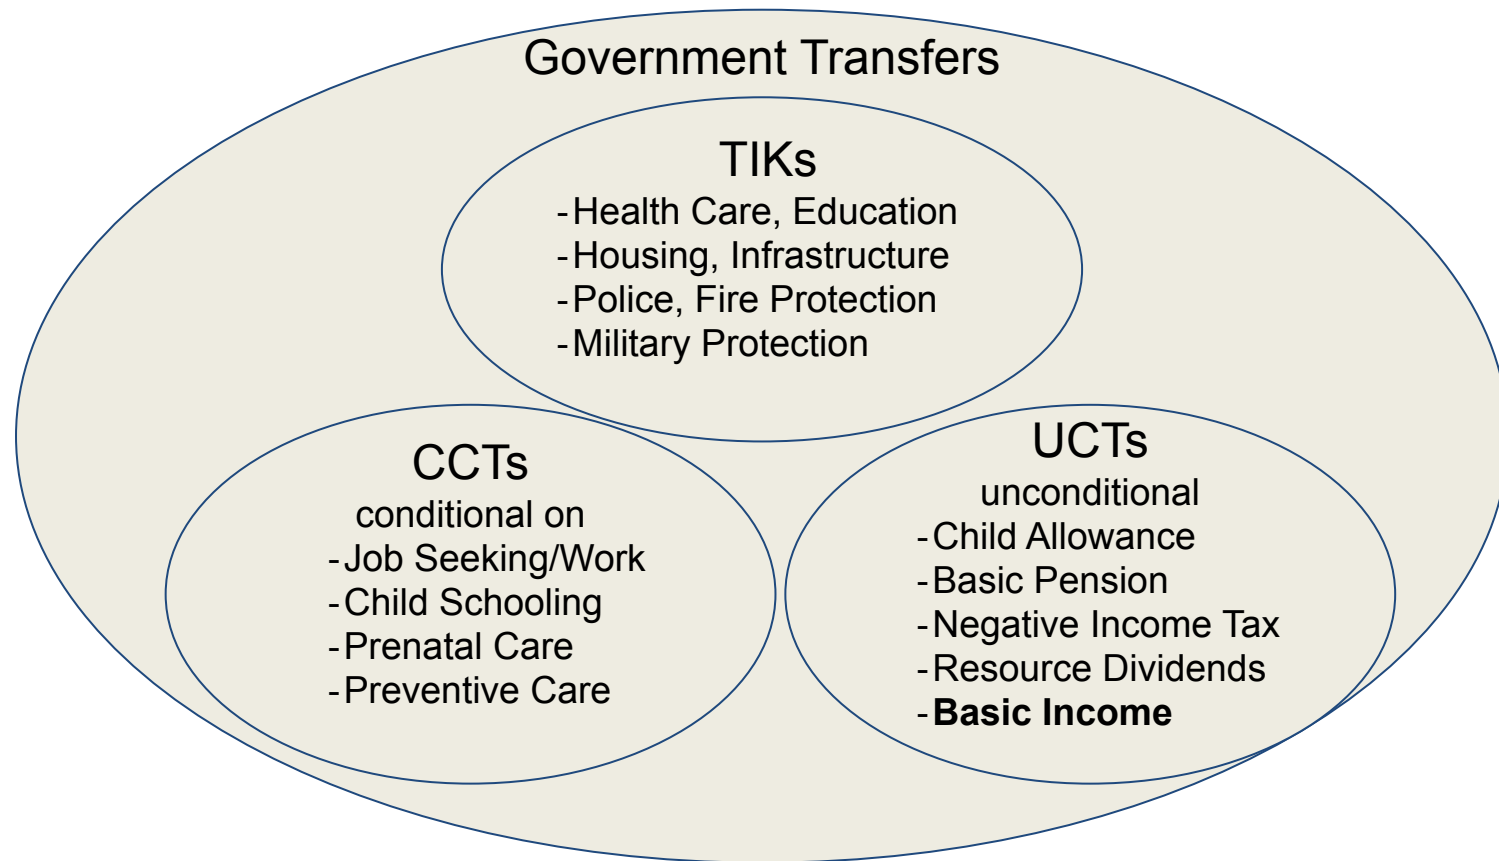 Government Transfers
TIKs
-Health Care, Education
-Housing, Infrastructure
-Police, Fire Protection
-Military Protection
CCTs
conditional on
-Job Seeking/Work
-Child Schooling
-Prenatal Care
-Preventive Care
UCTs
unconditional
-Child Allowance
-Basic Pension
-Negative Income Tax
-Resource Dividends
-Basic Income